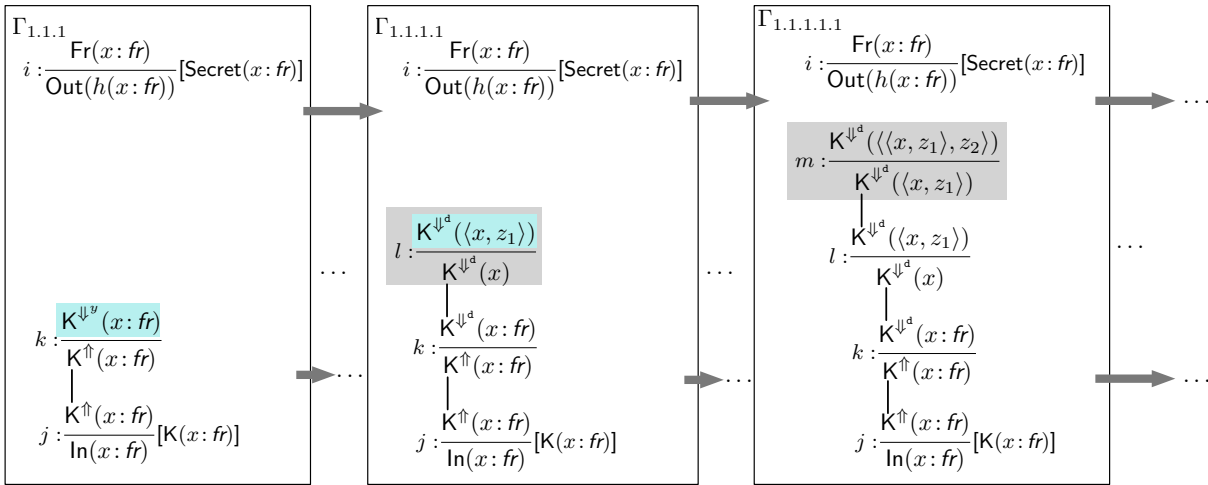 Γ₁.₁.₁
i : Fr(x : fr)
Out(h(x : fr)) [Secret(x : fr)]
k : K^⇓ʸ(x : fr)
K^⇑(x : fr)
j : K^⇑(x : fr)
In(x : fr) [K(x : fr)]
···
···
Γ₁.₁.₁.₁
i : Fr(x : fr)
Out(h(x : fr)) [Secret(x : fr)]
l : K^⇓ᵈ(⟨x, z₁⟩)
K^⇓ᵈ(x)
k : K^⇓ᵈ(x : fr)
K^⇑(x : fr)
j : K^⇑(x : fr)
In(x : fr) [K(x : fr)]
···
···
Γ₁.₁.₁.₁.₁
i : Fr(x : fr)
Out(h(x : fr)) [Secret(x : fr)]
m : K^⇓ᵈ(⟨⟨x, z₁⟩, z₂⟩)
K^⇓ᵈ(⟨x, z₁⟩)
l : K^⇓ᵈ(⟨x, z₁⟩)
K^⇓ᵈ(x)
k : K^⇓ᵈ(x : fr)
K^⇑(x : fr)
j : K^⇑(x : fr)
In(x : fr) [K(x : fr)]
···
···
···